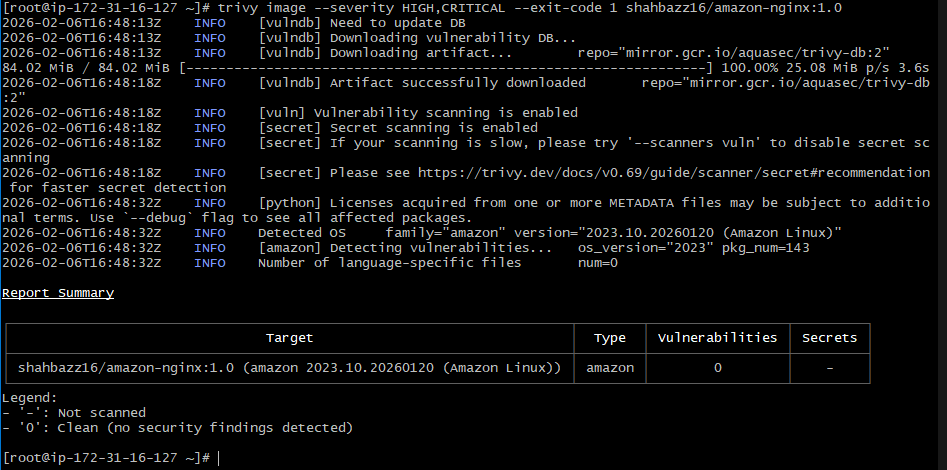 [root@ip-172-31-16-127 ~]# trivy image --severity HIGH,CRITICAL --exit-code 1 shahbazz16/amazon-nginx:1.0
2026-02-06T16:48:13Z INFO [vulndb] Need to update DB
2026-02-06T16:48:13Z INFO [vulndb] Downloading vulnerability DB...
2026-02-06T16:48:13Z INFO [vulndb] Downloading artifact... repo="mirror.gcr.io/aquasec/trivy-db:2"
84.02 MiB / 84.02 MiB [------------------------------------------------------------------] 100.00% 25.08 MiB p/s 3.6s
2026-02-06T16:48:18Z INFO [vulndb] Artifact successfully downloaded repo="mirror.gcr.io/aquasec/trivy-db
:2"
2026-02-06T16:48:18Z INFO [vuln] Vulnerability scanning is enabled
2026-02-06T16:48:18Z INFO [secret] Secret scanning is enabled
2026-02-06T16:48:18Z INFO [secret] If your scanning is slow, please try '--scanners vuln' to disable secret sc
anning
2026-02-06T16:48:18Z INFO [secret] Please see https://trivy.dev/docs/v0.69/guide/scanner/secret#recommendation
for faster secret detection
2026-02-06T16:48:32Z INFO [python] Licenses acquired from one or more METADATA files may be subject to additio
nal terms. Use `--debug` flag to see all affected packages.
2026-02-06T16:48:32Z INFO Detected OS family="amazon" version="2023.10.20260120 (Amazon Linux)"
2026-02-06T16:48:32Z INFO [amazon] Detecting vulnerabilities... os_version="2023" pkg_num=143
2026-02-06T16:48:32Z INFO Number of language-specific files num=0
Report Summary
Target Type Vulnerabilities Secrets
shahbazz16/amazon-nginx:1.0 (amazon 2023.10.20260120 (Amazon Linux)) amazon 0 -
Legend:
- '-': Not scanned
- '0': Clean (no security findings detected)
[root@ip-172-31-16-127 ~]#